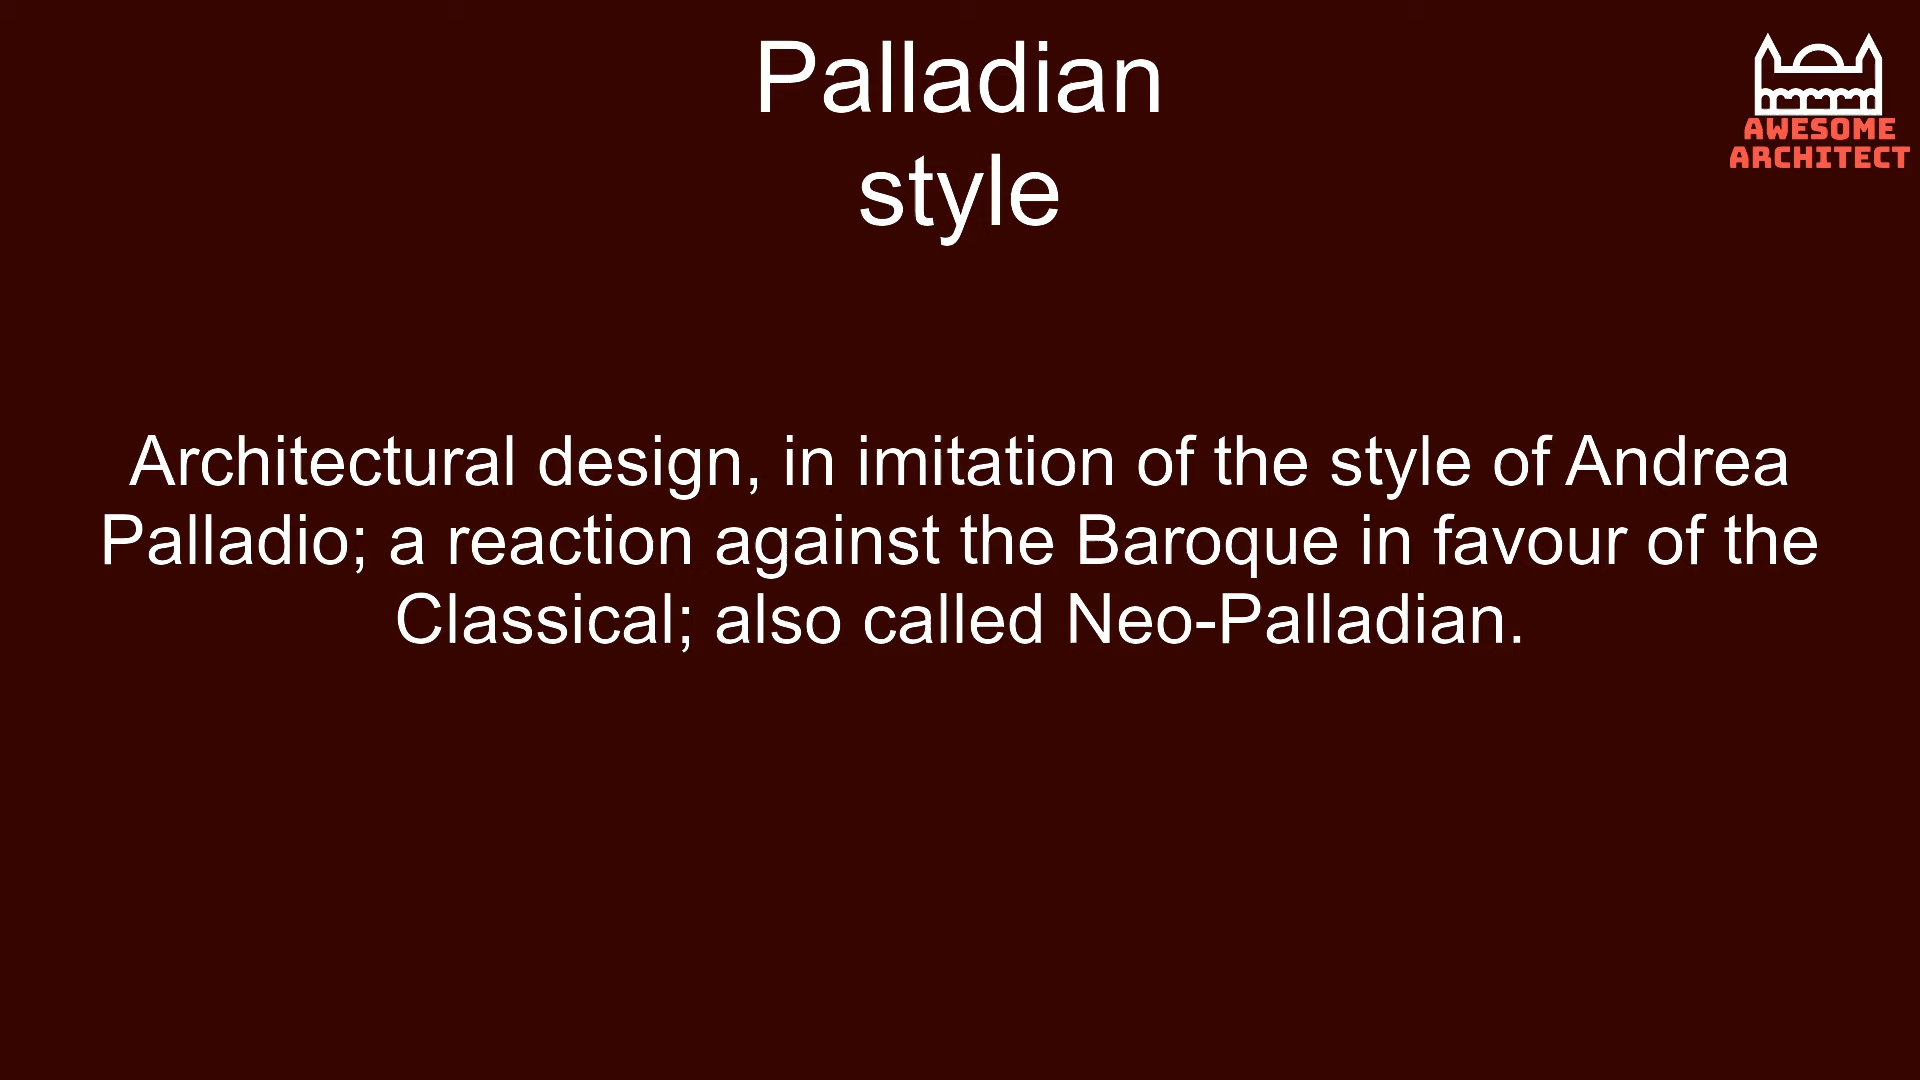 Palladian
style
AWESOME
ARCHITECT
Architectural design, in imitation of the style of Andrea
Palladio; a reaction against the Baroque in favour of the
Classical; also called Neo-Palladian.